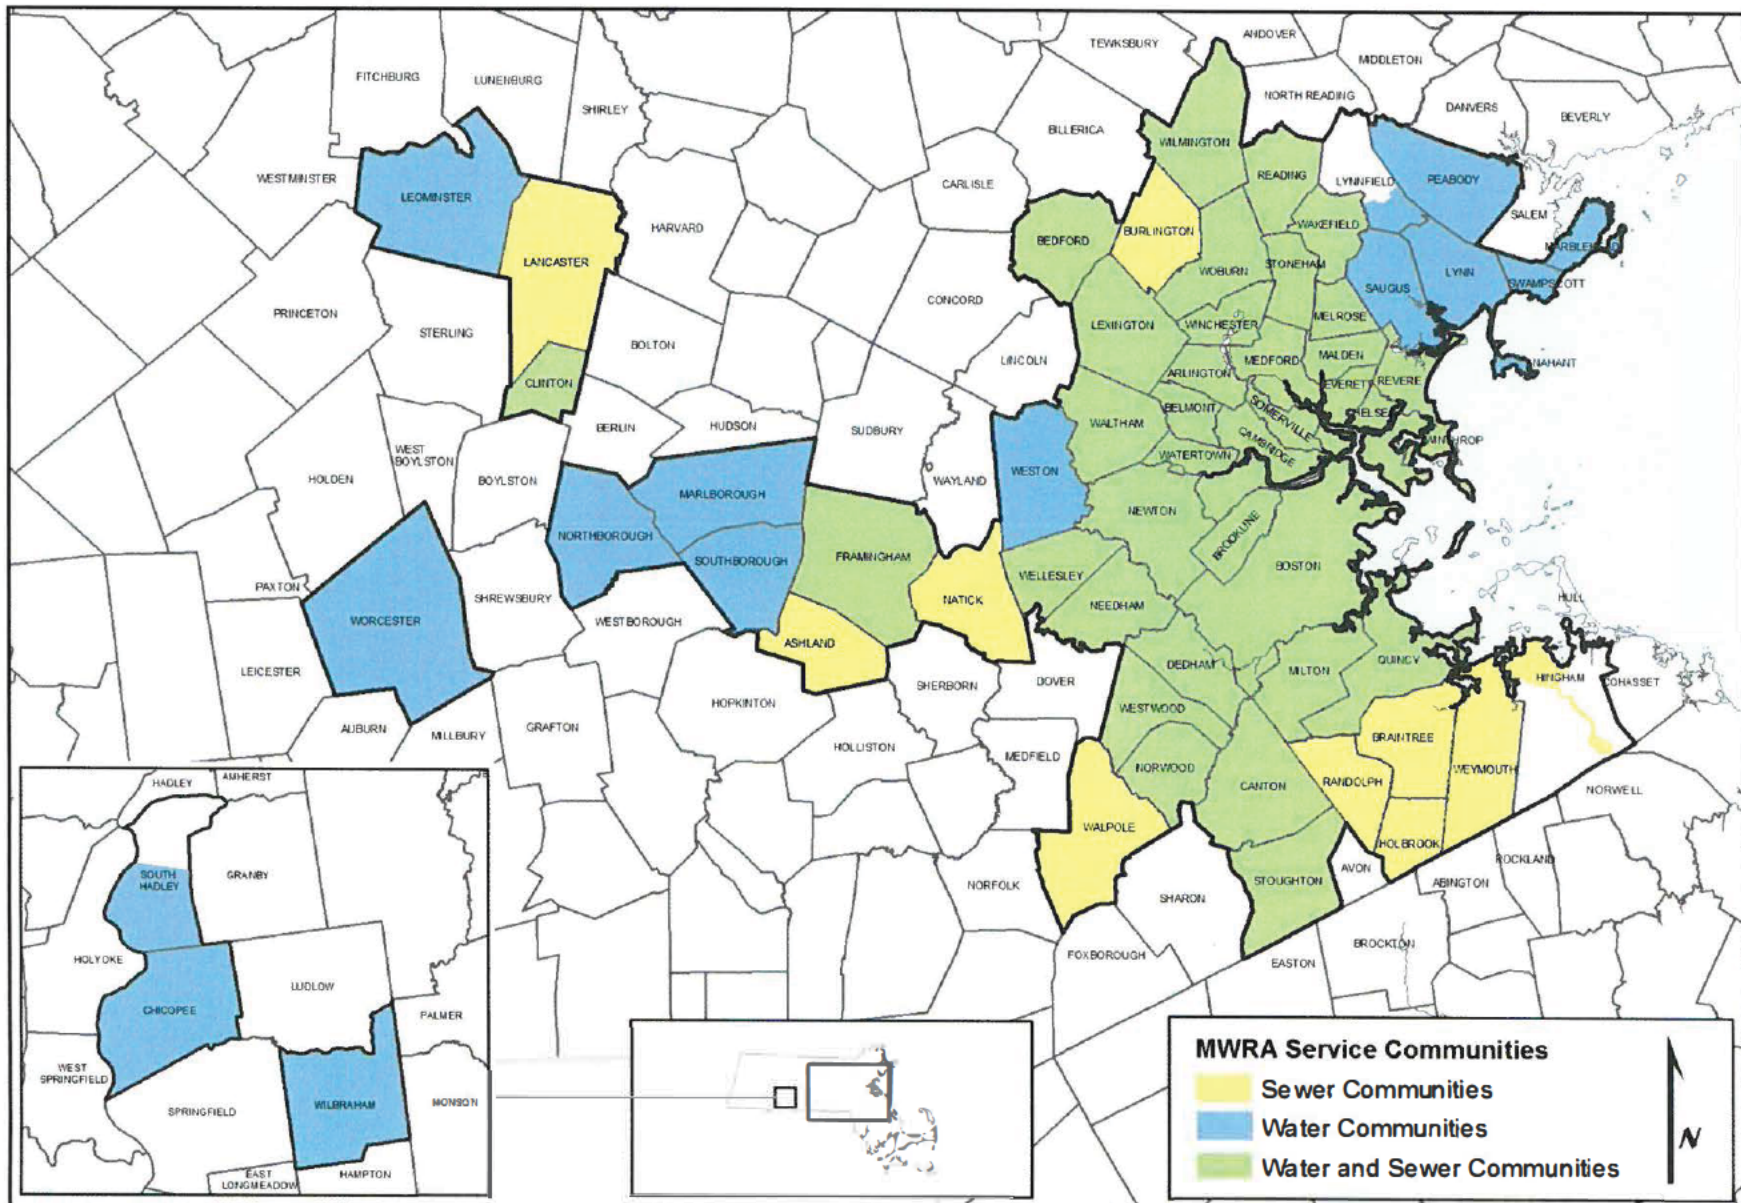 TEWKSBURY
ANDOVER
MIDDLETON
FITCHBURG
LUNENBURG
SHIRLEY
NORTH READING
DANVERS
BEVERLY
BILLERICA
WILMINGTON
READING
LYNNFIELD
PEABODY
WESTMINSTER
LEOMINSTER
CARLISLE
SALEM
HARVARD
BEDFORD
BURLINGTON
WAKEFIELD
MARBLEHEAD
LANCASTER
WOBURN
STONEHAM
SAUGUS
LYNN
SWAMPSCOTT
CONCORD
PRINCETON
STERLING
BOLTON
LEXINGTON
WINCHESTER
MELROSE
LINCOLN
MEDFORD
MALDEN
NAHANT
CLINTON
ARLINGTON
EVERETT
REVERE
BELMONT
SOMERVILLE
CHELSEA
BERLIN
HUDSON
SUDBURY
WALTHAM
CAMBRIDGE
WINTHROP
WEST
BOYLSTON
WATERTOWN
HOLDEN
BOYLSTON
MARLBOROUGH
WAYLAND
WESTON
NEWTON
NORTHBOROUGH
SOUTHBOROUGH
FRAMINGHAM
BROOKLINE
BOSTON
WELLESLEY
PAXTON
SHREWSBURY
NATICK
NEEDHAM
HULL
WORCESTER
WESTBOROUGH
ASHLAND
DEDHAM
MILTON
QUINCY
LEICESTER
SHERBORN
DOVER
HINGHAM
COHASSET
HOPKINTON
WESTWOOD
AUBURN
MILLBURY
GRAFTON
HOLLISTON
MEDFIELD
BRAINTREE
NORWOOD
RANDOLPH
WEYMOUTH
CANTON
NORWELL
WALPOLE
HOLBROOK
ROCKLAND
AVON
NORFOLK
STOUGHTON
ABINGTON
SHARON
BROCKTON
FOXBOROUGH
EASTON
HADLEY
AMHERST
SOUTH
HADLEY
GRANBY
HOLYOKE
LUDLOW
CHICOPEE
PALMER
WEST
SPRINGFIELD
SPRINGFIELD
WILBRAHAM
MONSON
EAST
LONGMEADOW
HAMPTON
MWRA Service Communities
Sewer Communities
Water Communities
Water and Sewer Communities
N